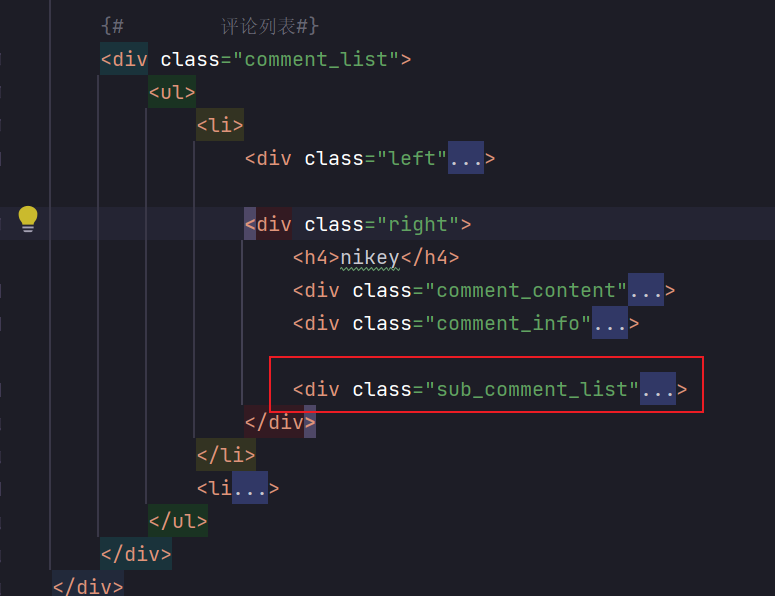 {#        评论列表#}
<div class="comment_list">
<ul>
<li>
<div class="left"...>
<div class="right">
<h4>nikey</h4>
<div class="comment_content"...>
<div class="comment_info"...>
<div class="sub_comment_list"...>
</div>
</li>
<li...>
</ul>
</div>
</div>